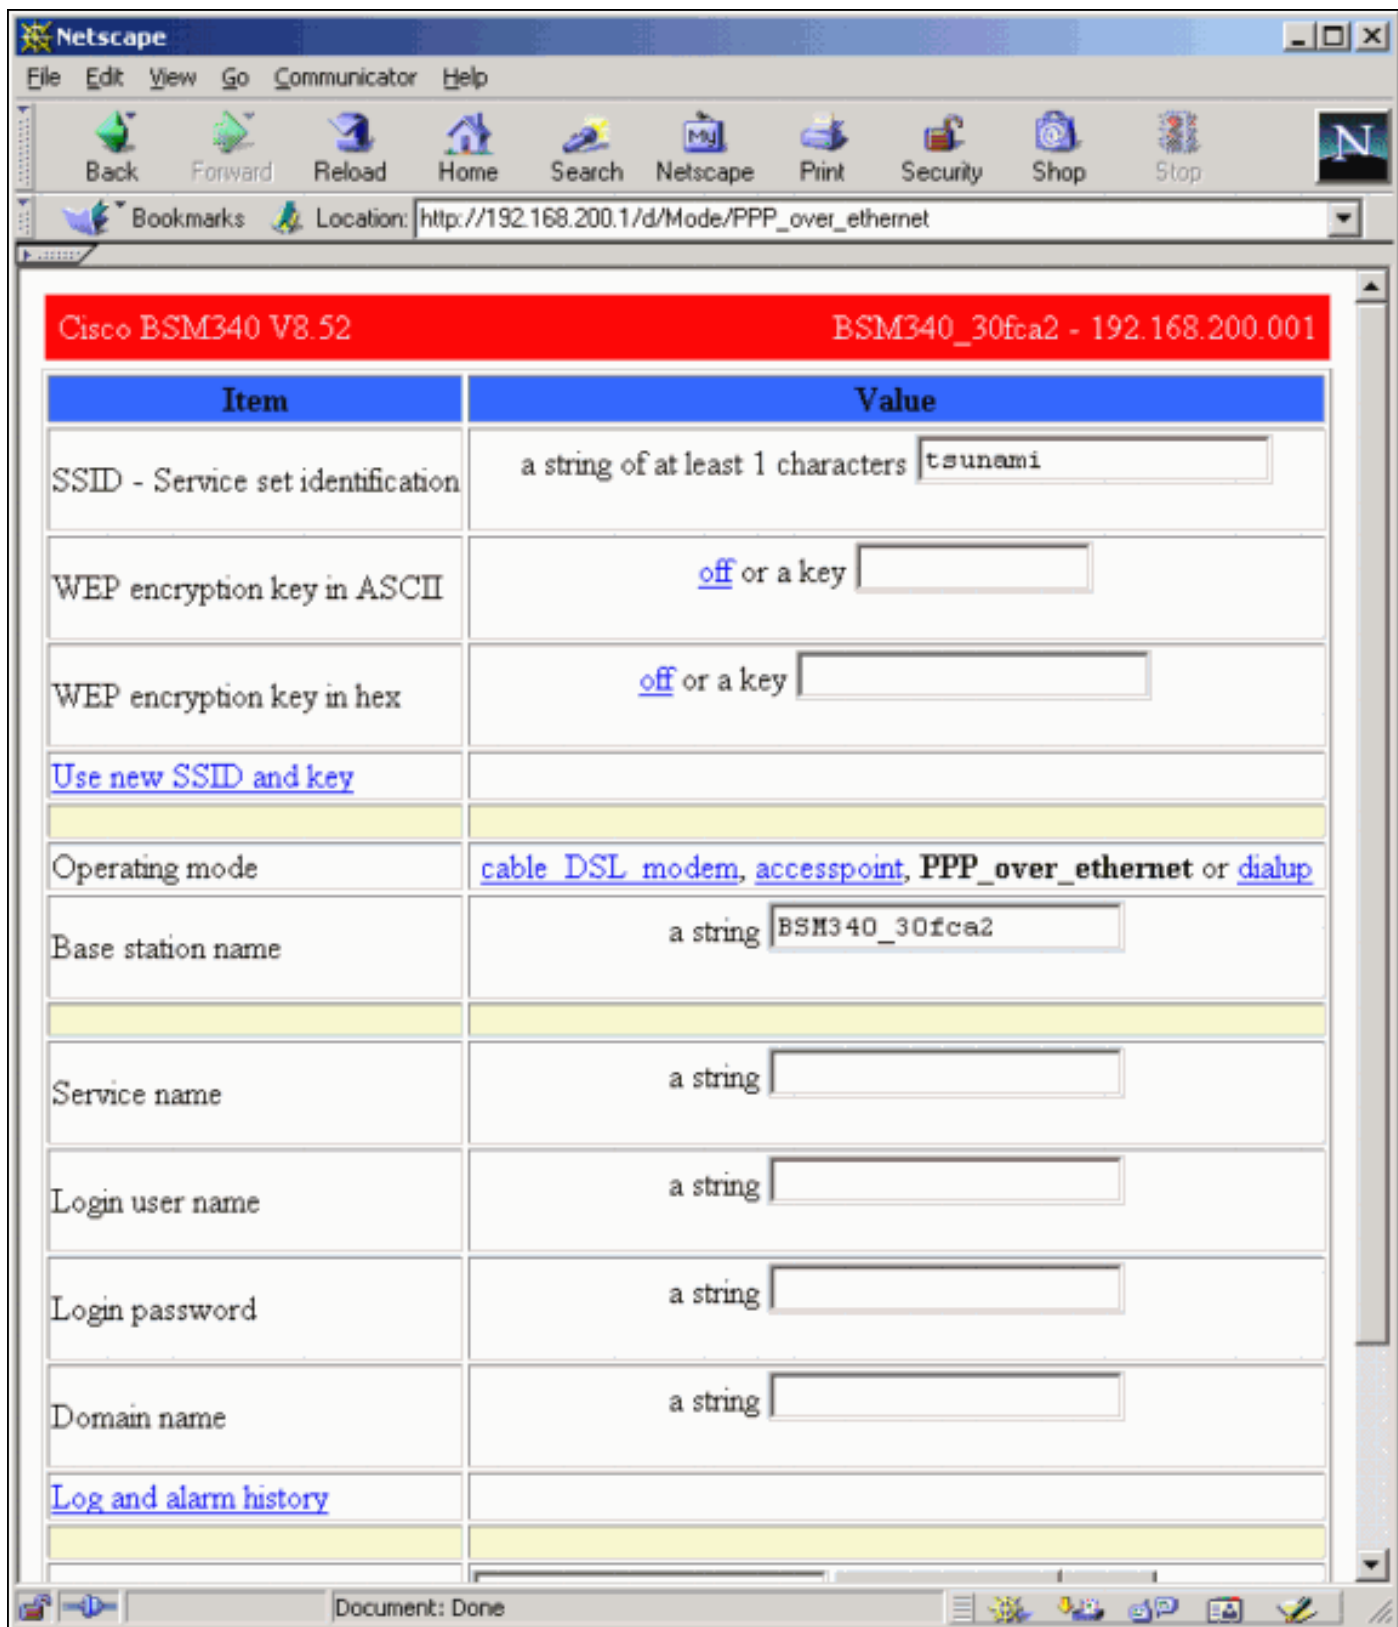 Netscape
File Edit View Go Communicator Help
Back Forward Reload Home Search Netscape Print Security Shop Stop
My
N
Bookmarks Location: http://192.168.200.1/d/Mode/PPP_over_ethernet
Cisco BSM340 V8.52 BSM340_30fca2 - 192.168.200.001
Item Value
SSID - Service set identification a string of at least 1 characters tsunami
WEP encryption key in ASCII off or a key
WEP encryption key in hex off or a key
Use new SSID and key
Operating mode cable_DSL_modem, accesspoint, PPP_over_ethernet or dialup
Base station name a string BSM340_30fca2
Service name a string
Login user name a string
Login password a string
Domain name a string
Log and alarm history
Document: Done